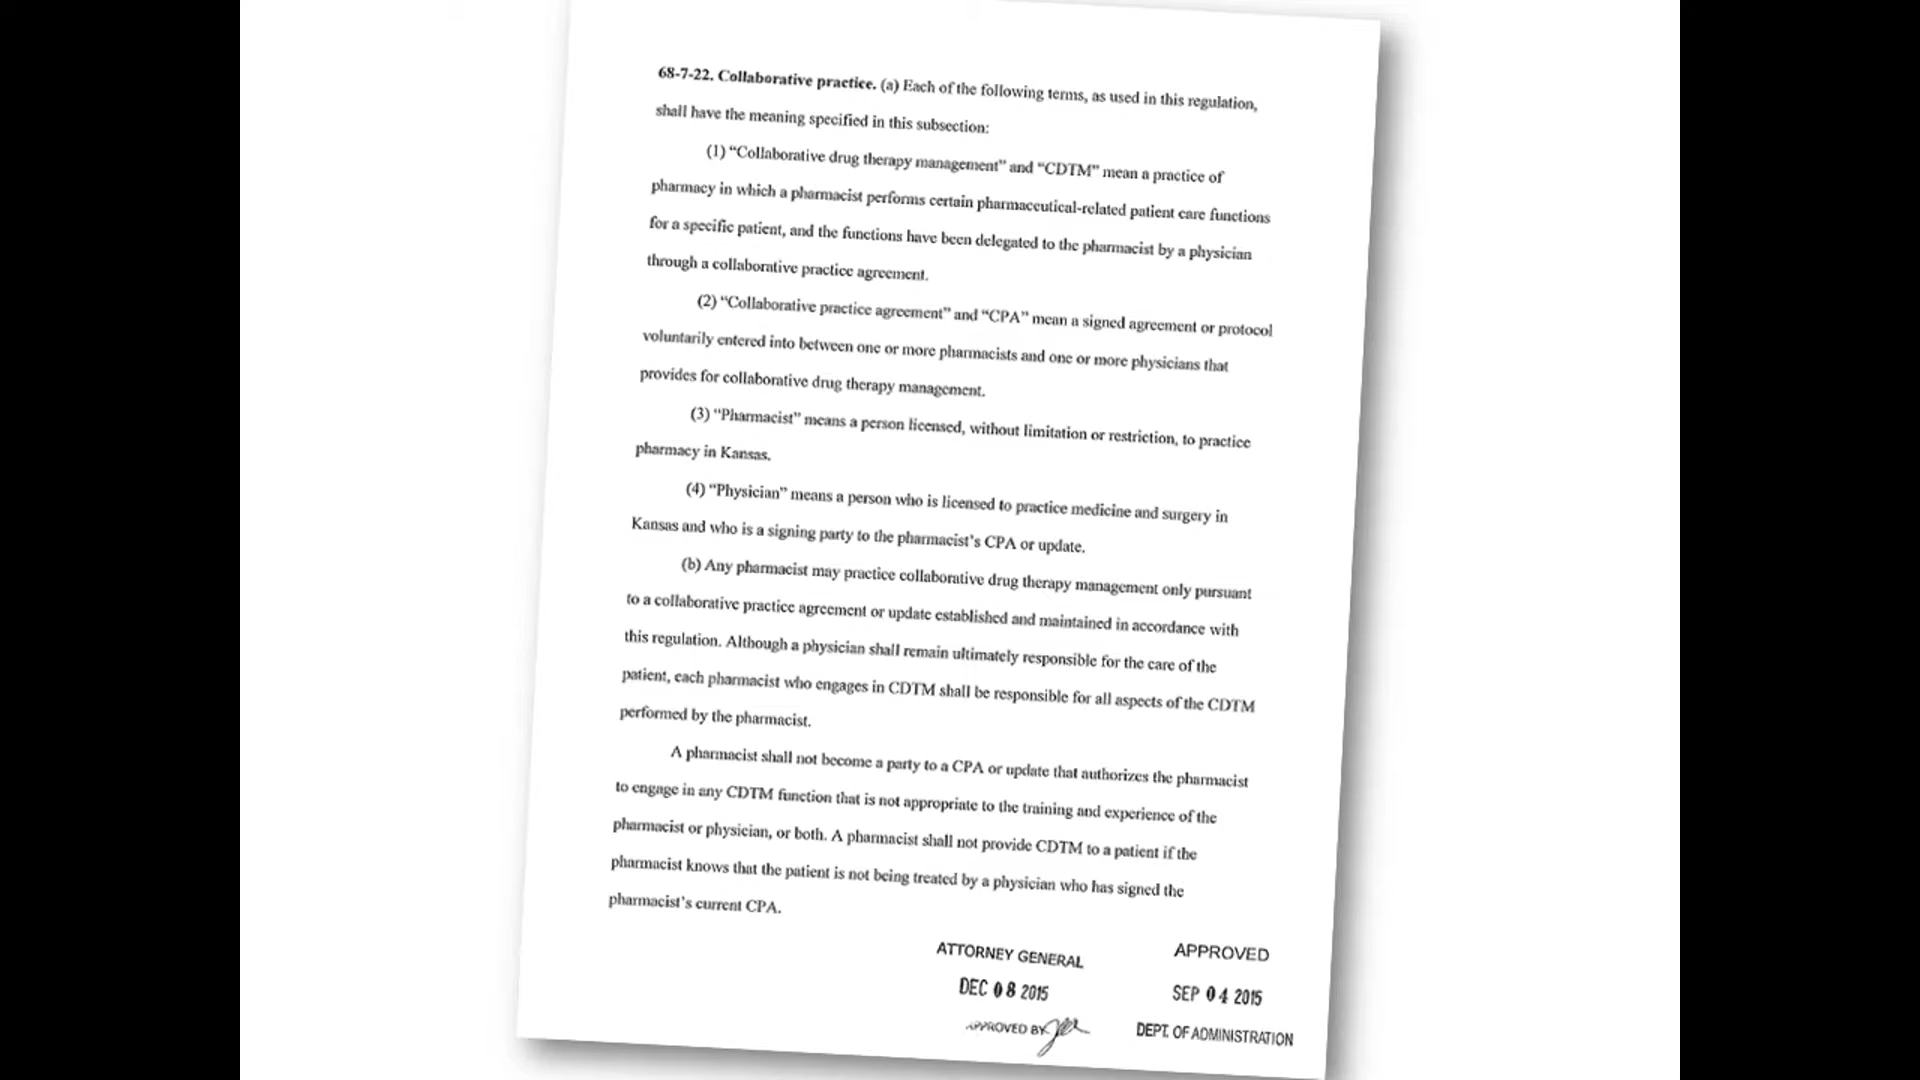 68-7-22. Collaborative practice. (a) Each of the following terms, as used in this regulation,
shall have the meaning specified in this subsection:
(1) “Collaborative drug therapy management” and “CDTM” mean a practice of
pharmacy in which a pharmacist performs certain pharmaceutical-related patient care functions
for a specific patient, and the functions have been delegated to the pharmacist by a physician
through a collaborative practice agreement.
(2) “Collaborative practice agreement” and “CPA” mean a signed agreement or protocol
voluntarily entered into between one or more pharmacists and one or more physicians that
provides for collaborative drug therapy management.
(3) “Pharmacist” means a person licensed, without limitation or restriction, to practice
pharmacy in Kansas.
(4) “Physician” means a person who is licensed to practice medicine and surgery in
Kansas and who is a signing party to the pharmacist’s CPA or update.
(b) Any pharmacist may practice collaborative drug therapy management only pursuant
to a collaborative practice agreement or update established and maintained in accordance with
this regulation. Although a physician shall remain ultimately responsible for the care of the
patient, each pharmacist who engages in CDTM shall be responsible for all aspects of the CDTM
performed by the pharmacist.
A pharmacist shall not become a party to a CPA or update that authorizes the pharmacist
to engage in any CDTM function that is not appropriate to the training and experience of the
pharmacist or physician, or both. A pharmacist shall not provide CDTM to a patient if the
pharmacist knows that the patient is not being treated by a physician who has signed the
pharmacist’s current CPA.
ATTORNEY GENERAL
DEC 08 2015
APPROVED BY
APPROVED
SEP 04 2015
DEPT. OF ADMINISTRATION